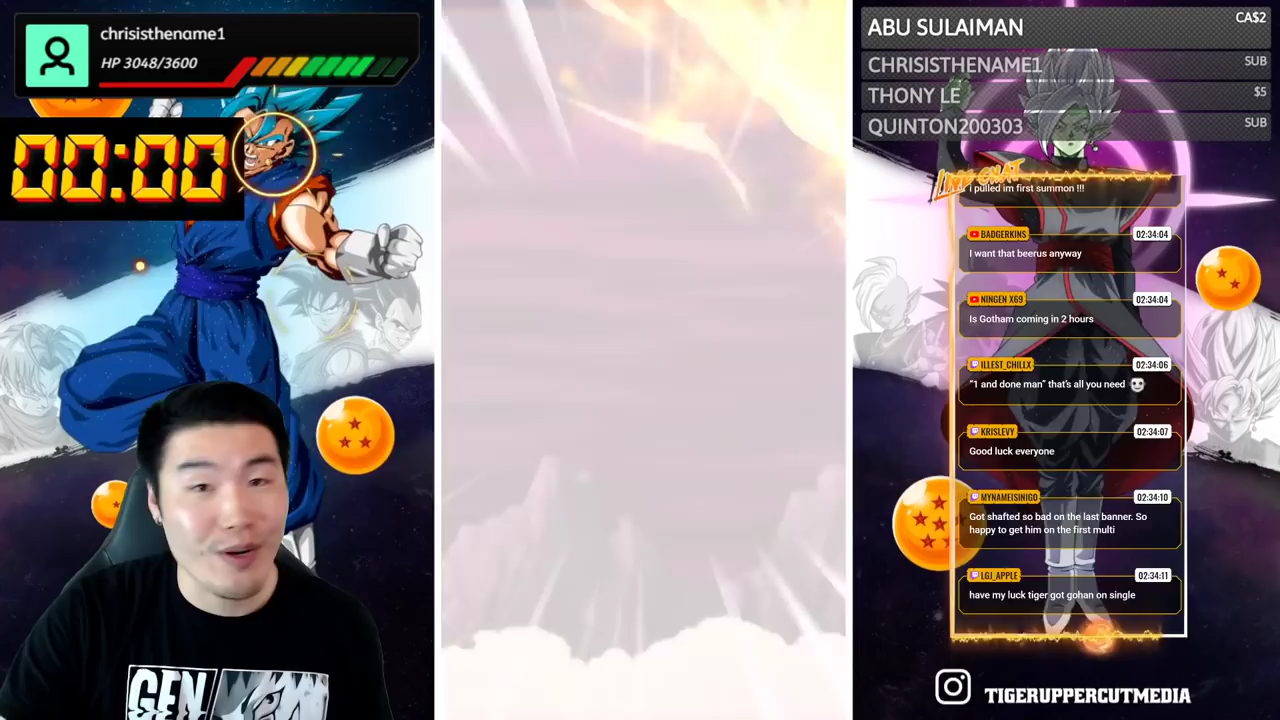 chrisisthename1
HP 3048/3600
00:00
ABU SULAIMAN
CA$2
CHRISISTHENAME1
SUB
THONY LE
$5
QUINTON200303
SUB
LIVE CHAT
i pulled im first summon !!!
BADGERKINS
02:34:04
I want that beerus anyway
NINGEN X69
02:34:04
Is Gotham coming in 2 hours
ILLEST_CHILLX
02:34:06
“1 and done man” that’s all you need
KRISLEVY
02:34:07
Good luck everyone
MYNAMEISINIGO
02:34:10
Got shafted so bad on the last banner. So
happy to get him on the first multi
LGJ_APPLE
02:34:11
have my luck tiger got gohan on single
TIGERUPPERCUTMEDIA
GEN